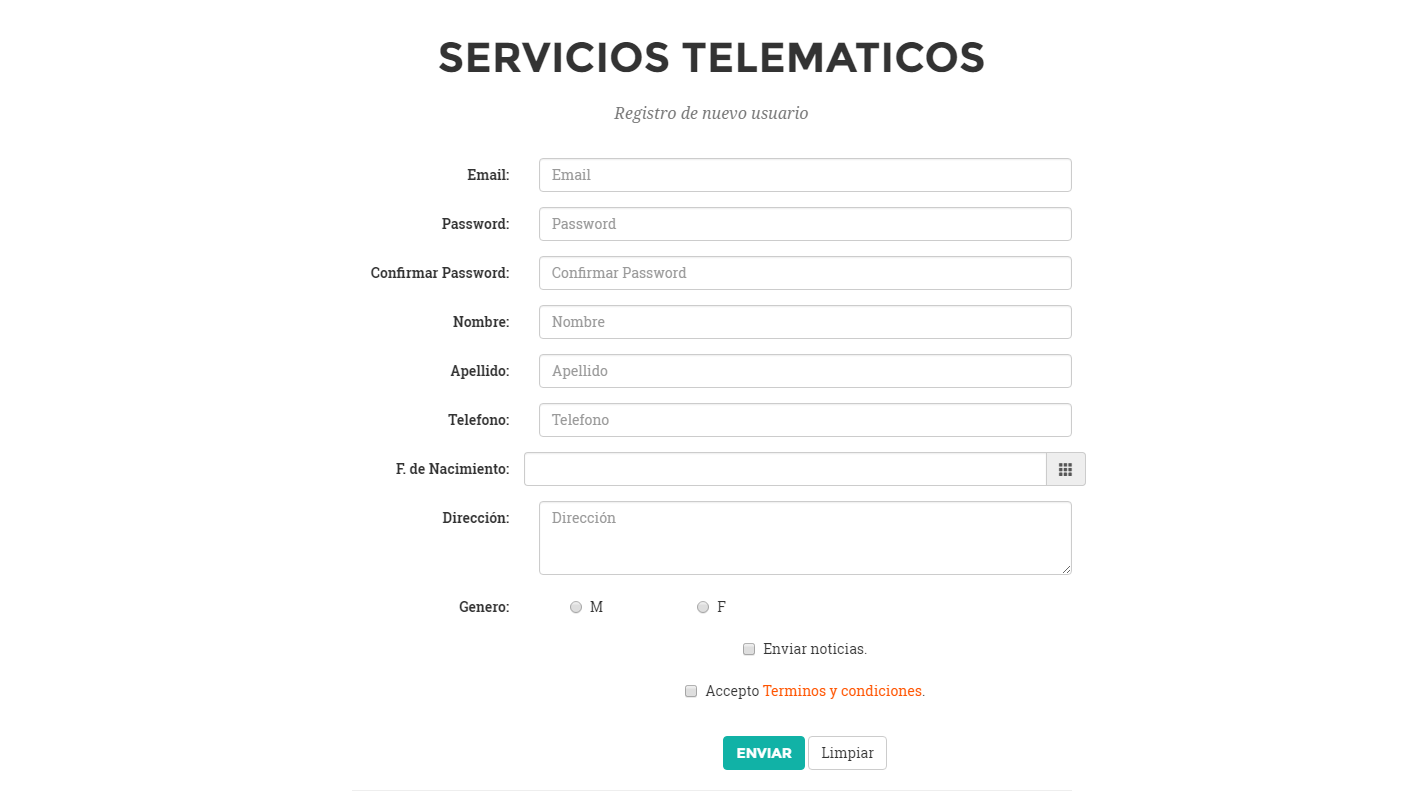 SERVICIOS TELEMATICOS
Registro de nuevo usuario
Email: Email
Password: Password
Confirmar Password: Confirmar Password
Nombre: Nombre
Apellido: Apellido
Telefono: Telefono
F. de Nacimiento:
Dirección: Dirección
Genero: M F
Enviar noticias.
Accepto Terminos y condiciones.
ENVIAR Limpiar